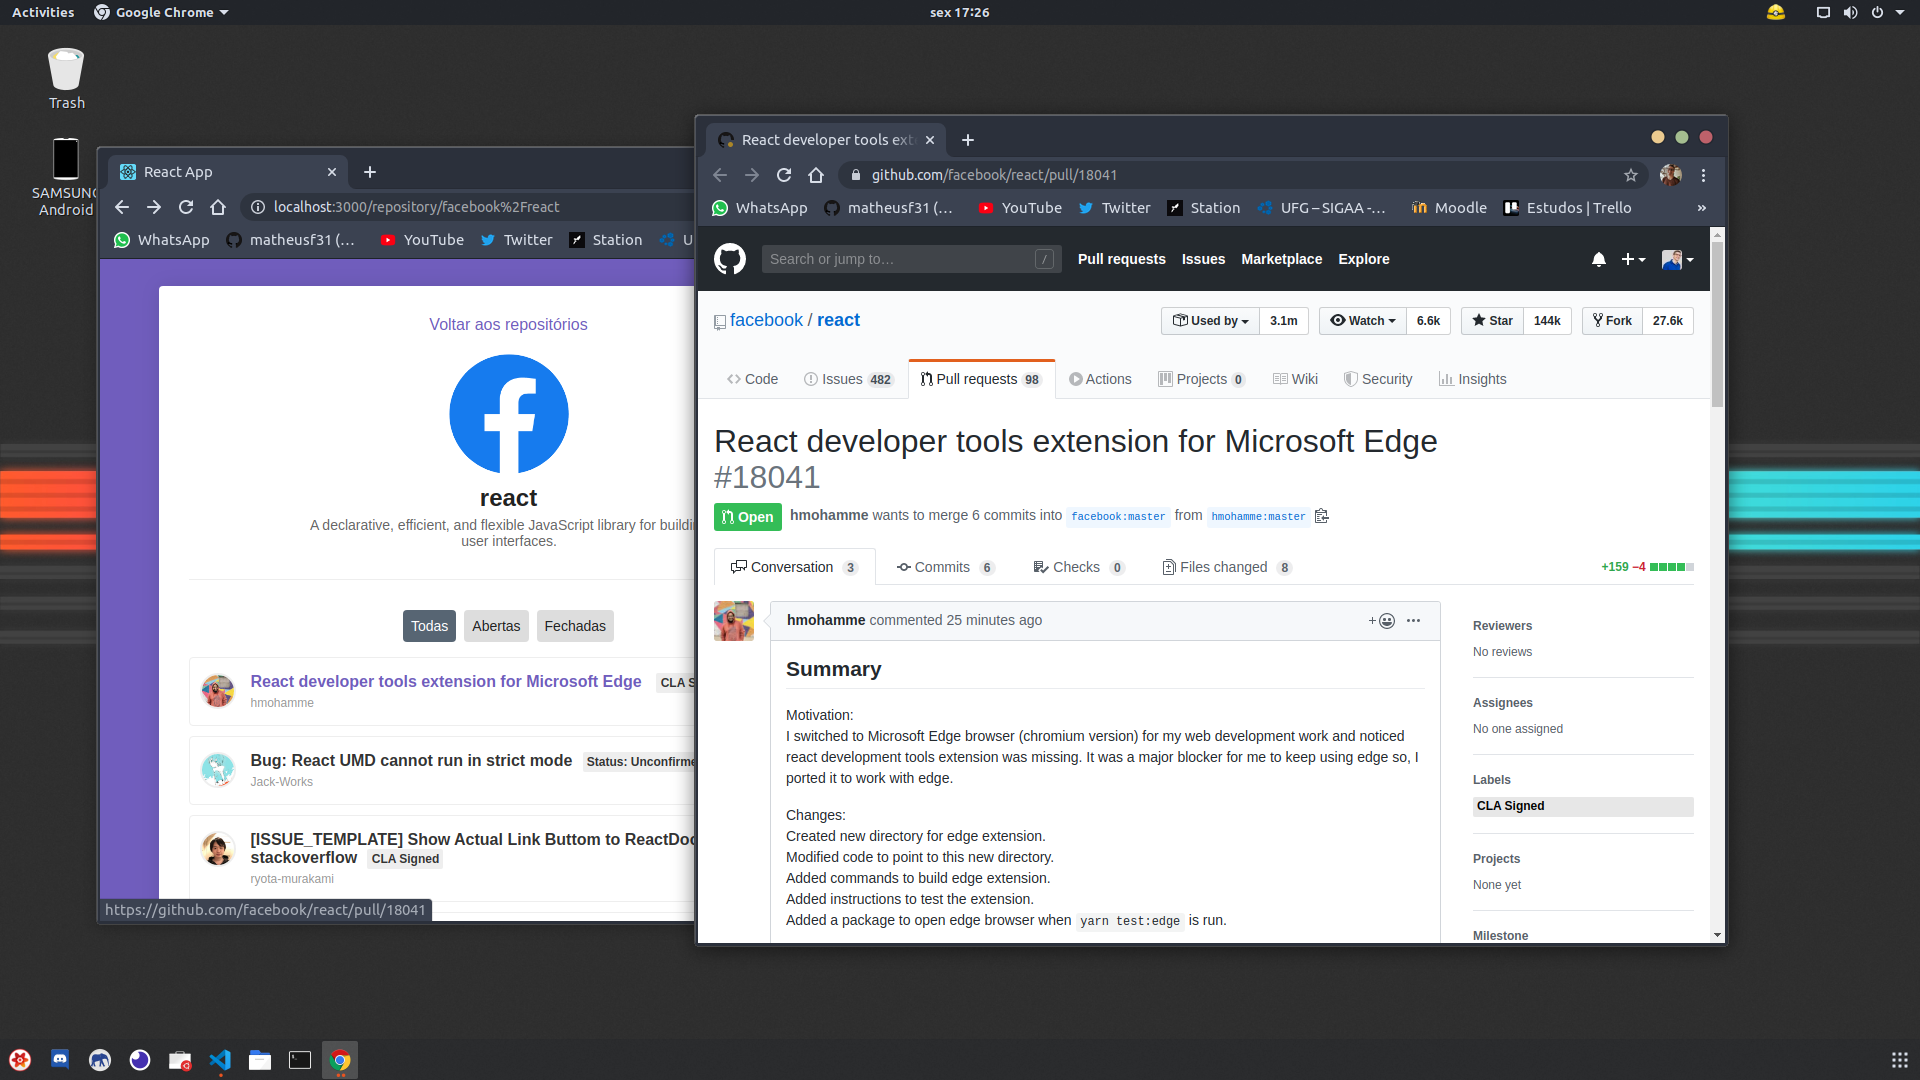 Activities
Google Chrome
sex 17:26
Trash
SAMSUNG
Android
React App
localhost:3000/repository/facebook%2Freact
WhatsApp
matheusf31 (...
YouTube
Twitter
Station
Voltar aos repositórios
react
A declarative, efficient, and flexible JavaScript library for buildin
user interfaces.
Todas
Abertas
Fechadas
React developer tools extension for Microsoft Edge
CLA S
hmohamme
Bug: React UMD cannot run in strict mode
Status: Unconfirme
Jack-Works
[ISSUE_TEMPLATE] Show Actual Link Buttom to ReactDoc
stackoverflow
CLA Signed
ryota-murakami
https://github.com/facebook/react/pull/18041
React developer tools ext
github.com/facebook/react/pull/18041
WhatsApp
matheusf31 (...
YouTube
Twitter
Station
UFG – SIGAA -...
Moodle
Estudos | Trello
»
Search or jump to...
/
Pull requests
Issues
Marketplace
Explore
facebook / react
Used by
3.1m
Watch
6.6k
Star
144k
Fork
27.6k
Code
Issues 482
Pull requests 98
Actions
Projects 0
Wiki
Security
Insights
React developer tools extension for Microsoft Edge
#18041
Open
hmohamme wants to merge 6 commits into facebook:master from hmohamme:master
Conversation 3
Commits 6
Checks 0
Files changed 8
+159 −4
hmohamme commented 25 minutes ago
Summary
Motivation:
I switched to Microsoft Edge browser (chromium version) for my web development work and noticed
react development tools extension was missing. It was a major blocker for me to keep using edge so, I
ported it to work with edge.
Changes:
Created new directory for edge extension.
Modified code to point to this new directory.
Added commands to build edge extension.
Added instructions to test the extension.
Added a package to open edge browser when yarn test:edge is run.
Reviewers
No reviews
Assignees
No one assigned
Labels
CLA Signed
Projects
None yet
Milestone